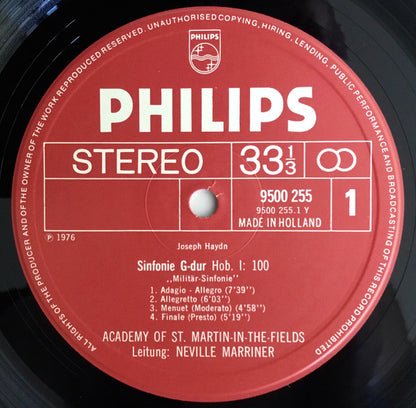 ALL RIGHTS OF THE PRODUCER AND OF THE OWNER OF THE WORK REPRODUCED RESERVED. UNAUTHORISED COPYING, HIRING, LENDING, PUBLIC PERFORMANCE AND BROADCASTING OF THIS RECORD PROHIBITED
PHILIPS
PHILIPS
STEREO 33 1/3 ∞
9500 255
9500 255.1 Y
MADE IN HOLLAND
1
℗ 1976
Joseph Haydn
Sinfonie G-dur Hob. I: 100
,,Militär-Sinfonie''
1. Adagio - Allegro (7'39'')
2. Allegretto (6'03'')
3. Menuet (Moderato) (4'58'')
4. Finale (Presto) (5'19'')
ACADEMY OF ST. MARTIN-IN-THE-FIELDS
Leitung: NEVILLE MARRINER